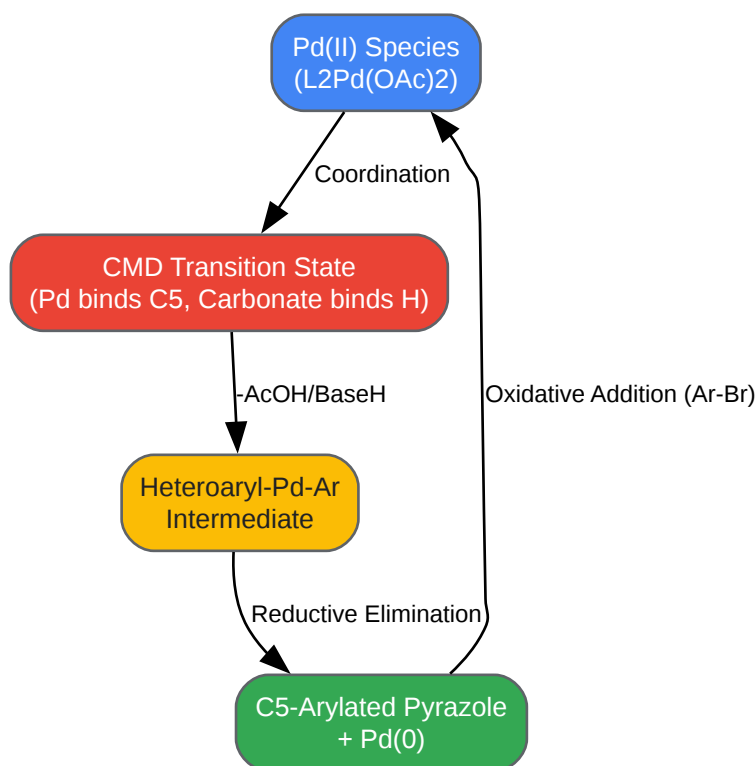 Pd(II) Species
(L2Pd(OAc)2)
Coordination
CMD Transition State
(Pd binds C5, Carbonate binds H)
-AcOH/BaseH
Oxidative Addition (Ar-Br)
Heteroaryl-Pd-Ar
Intermediate
Reductive Elimination
C5-Arylated Pyrazole
+ Pd(0)